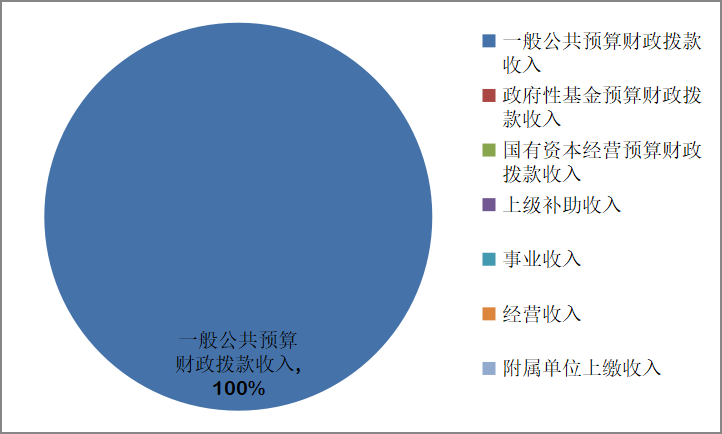 一般公共预算财政拨款
收入
政府性基金预算财政拨
款收入
国有资本经营预算财政
拨款收入
上级补助收入
事业收入
经营收入
附属单位上缴收入
一般公共预算
财政拨款收入,
100%